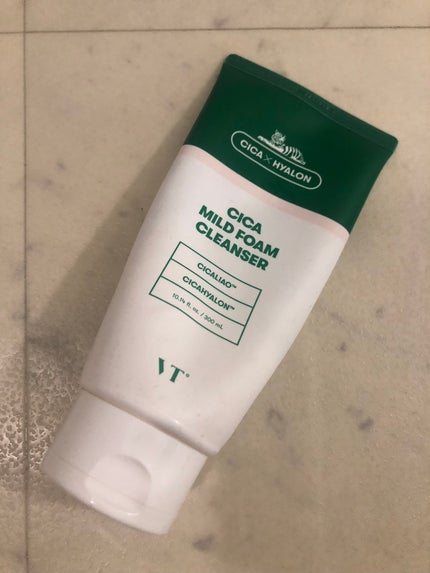 CICA × HYALON
CICA
MILD FOAM
CLEANSER
CICALIAO™
CICAHYALON™
10.14 fl. oz. / 300 mL
VT®